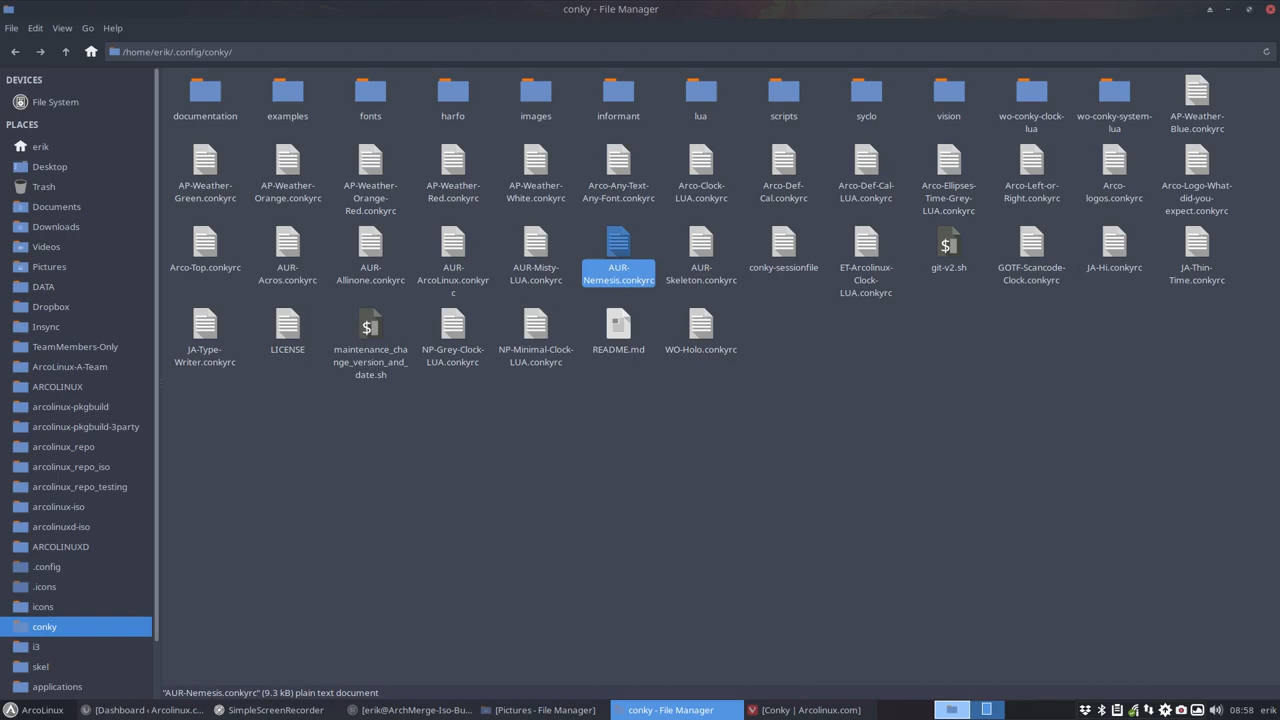 conky - File Manager
File Edit View Go Help
/home/erik/.config/conky/
DEVICES
File System
PLACES
erik
Desktop
Trash
Documents
Downloads
Videos
Pictures
DATA
Dropbox
Insync
TeamMembers-Only
ArcoLinux-A-Team
ARCOLINUX
arcolinux-pkgbuild
arcolinux-pkgbuild-3party
arcolinux_repo
arcolinux_repo_iso
arcolinux_repo_testing
arcolinux-iso
arcolinuxd-iso
ARCOLINUXD
.config
.icons
icons
conky
i3
skel
applications
documentation
examples
fonts
harfo
images
informant
lua
scripts
syclo
vision
wo-conky-clock-
lua
wo-conky-system-
lua
AP-Weather-
Blue.conkyrc
AP-Weather-
Green.conkyrc
AP-Weather-
Orange.conkyrc
AP-Weather-
Orange-
Red.conkyrc
AP-Weather-
Red.conkyrc
AP-Weather-
White.conkyrc
Arco-Any-Text-
Any-Font.conkyrc
Arco-Clock-
LUA.conkyrc
Arco-Def-
Cal.conkyrc
Arco-Def-Cal-
LUA.conkyrc
Arco-Ellipses-
Time-Grey-
LUA.conkyrc
Arco-Left-or-
Right.conkyrc
Arco-
logos.conkyrc
Arco-Logo-What-
did-you-
expect.conkyrc
Arco-Top.conkyrc
AUR-
Acros.conkyrc
AUR-
Allinone.conkyrc
AUR-
ArcoLinux.conkyr
c
AUR-Misty-
LUA.conkyrc
AUR-
Nemesis.conkyrc
AUR-
Skeleton.conkyrc
conky-sessionfile
ET-Arcolinux-
Clock-
LUA.conkyrc
$
git-v2.sh
GOTF-Scancode-
Clock.conkyrc
JA-Hi.conkyrc
JA-Thin-
Time.conkyrc
JA-Type-
Writer.conkyrc
LICENSE
$
maintenance_cha
nge_version_and_
date.sh
NP-Grey-Clock-
LUA.conkyrc
NP-Minimal-Clock-
LUA.conkyrc
README.md
WO-Holo.conkyrc
"AUR-Nemesis.conkyrc" (9.3 kB) plain text document
ArcoLinux
[Dashboard ‹ Arcolinux.c...
SimpleScreenRecorder
[erik@ArchMerge-Iso-Bu...
[Pictures - File Manager]
conky - File Manager
[Conky | Arcolinux.com]
08:58 erik